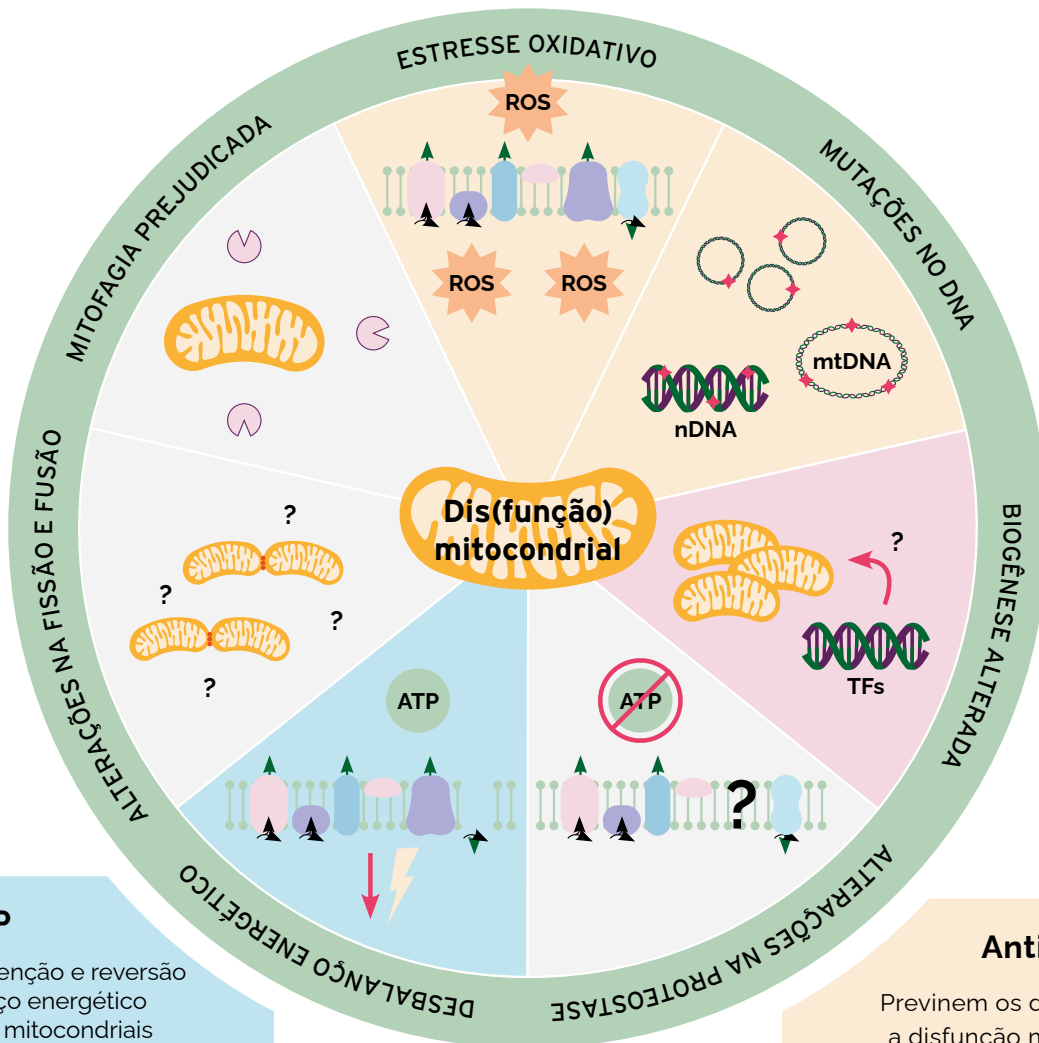 ESTRESSE OXIDATIVO
MUTAÇÕES NO DNA
BIOGÊNESE ALTERADA
ALTERAÇÕES NA PROTEOSTASE
DESBALANÇO ENERGÉTICO
ALTERAÇÕES NA FISSÃO E FUSÃO
MITOFAGIA PREJUDICADA
ROS
ROS
ROS
mtDNA
nDNA
Dis(função)
mitocondrial
?
TFs
?
?
?
?
ATP
ATP
?
enção e reversão
ço energético
mitocondriais
Anti
Previnem os
a disfunção